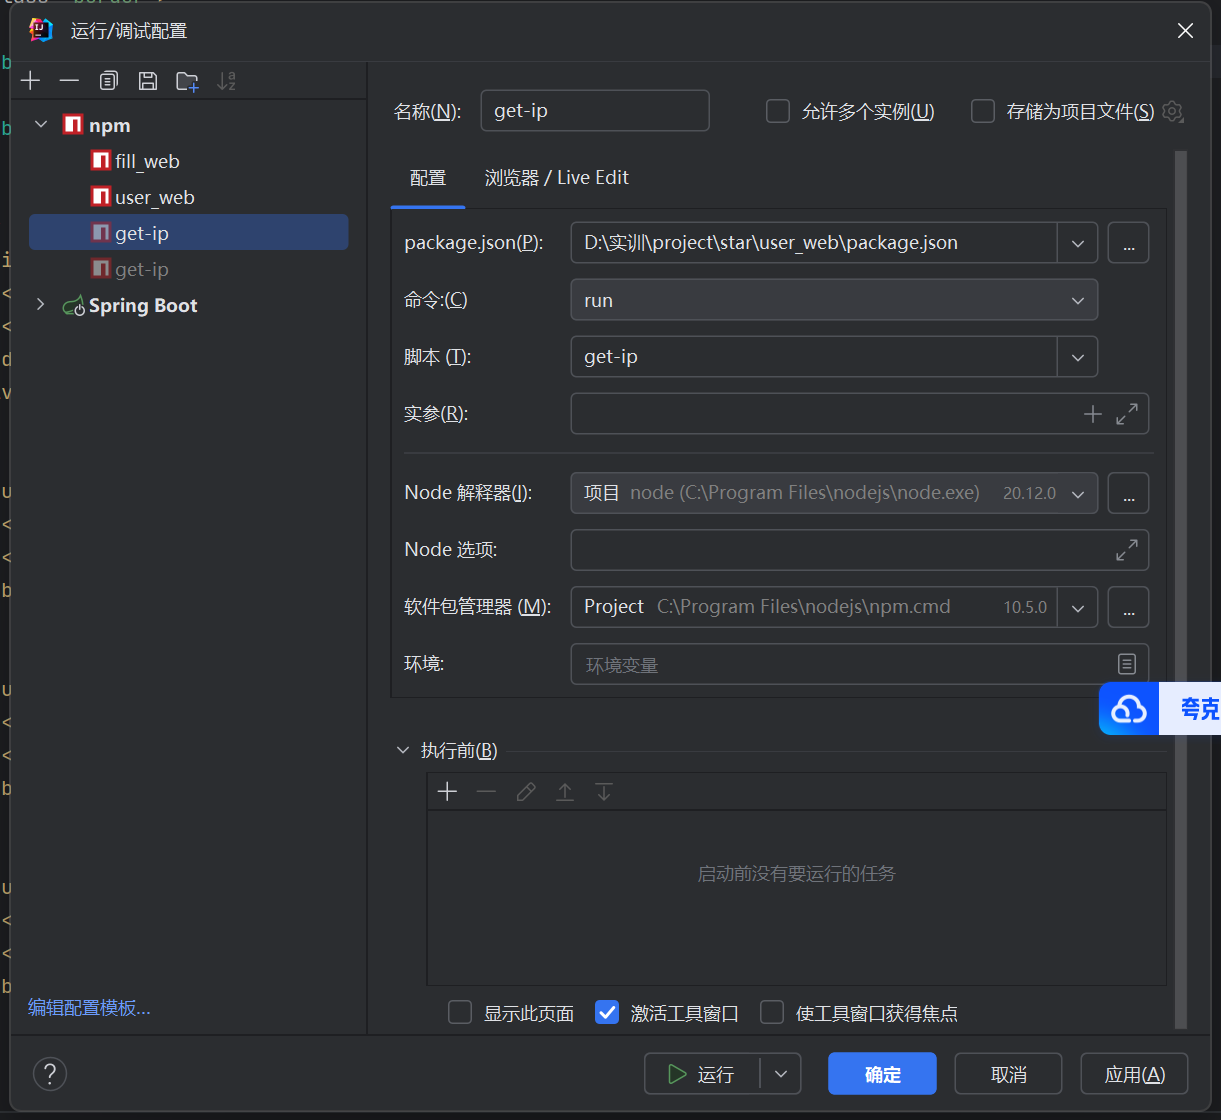 运行/调试配置
npm
fill_web
user_web
get-ip
get-ip
Spring Boot
编辑配置模板...
名称(N):
get-ip
允许多个实例(U)
存储为项目文件(S)
配置
浏览器 / Live Edit
package.json(P):
D:\实训\project\star\user_web\package.json
...
命令:(C)
run
脚本 (T):
get-ip
实参(R):
Node 解释器(I):
项目 node (C:\Program Files\nodejs\node.exe) 20.12.0
...
Node 选项:
软件包管理器 (M):
Project C:\Program Files\nodejs\npm.cmd 10.5.0
...
环境:
环境变量
夸克
执行前(B)
启动前没有要运行的任务
显示此页面
激活工具窗口
使工具窗口获得焦点
?
运行
确定
取消
应用(A)